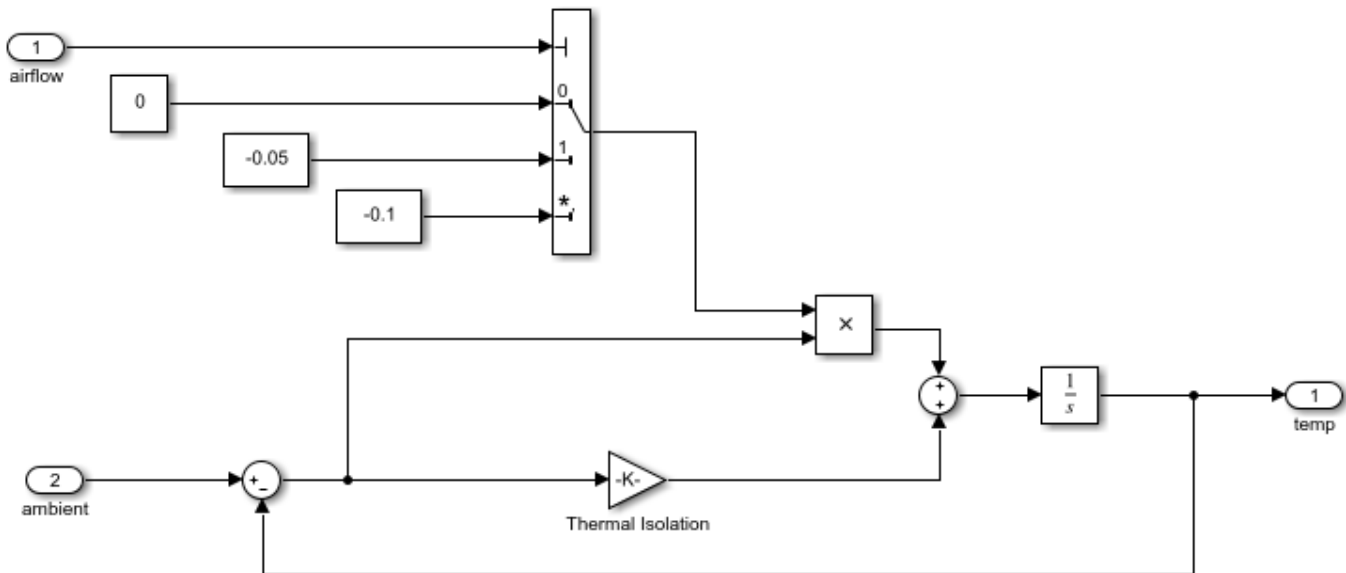 1
airflow
0
0
-0.05
1
-0.1
*
×
+
+
1
s
1
temp
2
ambient
+
−
-K-
Thermal Isolation